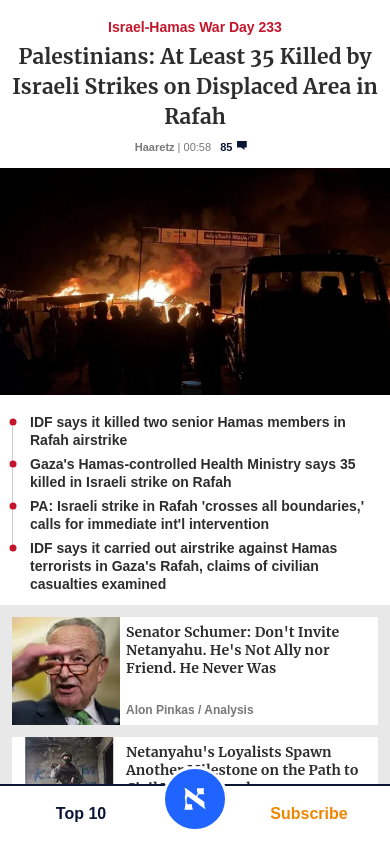 Israel-Hamas War Day 233
Palestinians: At Least 35 Killed by
Israeli Strikes on Displaced Area in
Rafah
Haaretz | 00:58 85
IDF says it killed two senior Hamas members in
Rafah airstrike
Gaza's Hamas-controlled Health Ministry says 35
killed in Israeli strike on Rafah
PA: Israeli strike in Rafah 'crosses all boundaries,'
calls for immediate int'l intervention
IDF says it carried out airstrike against Hamas
terrorists in Gaza's Rafah, claims of civilian
casualties examined
Senator Schumer: Don't Invite
Netanyahu. He's Not Ally nor
Friend. He Never Was
Alon Pinkas / Analysis
Netanyahu's Loyalists Spawn
Another Milestone on the Path to
Top 10
Subscribe